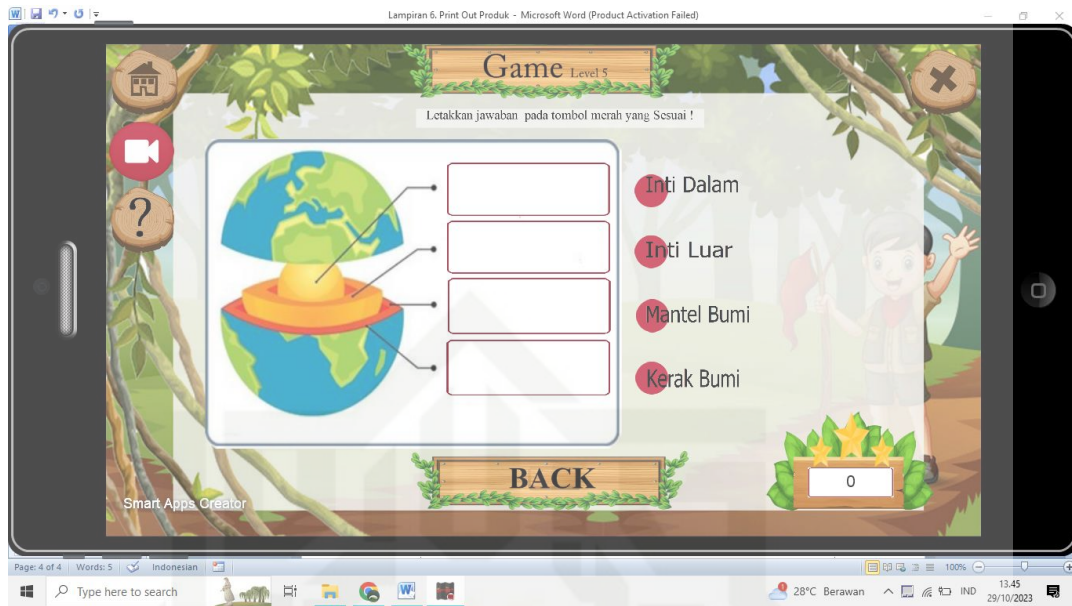 Lampiran 6. Print Out Produk - Microsoft Word (Product Activation Failed)
Game Level 5
Letakkan jawaban pada tombol merah yang Sesuai !
?
Inti Dalam
Inti Luar
Mantel Bumi
Kerak Bumi
BACK
0
Smart Apps Creator
Page: 4 of 4 Words: 5 Indonesian 100%
Type here to search 28°C Berawan IND 13.45
29/10/2023